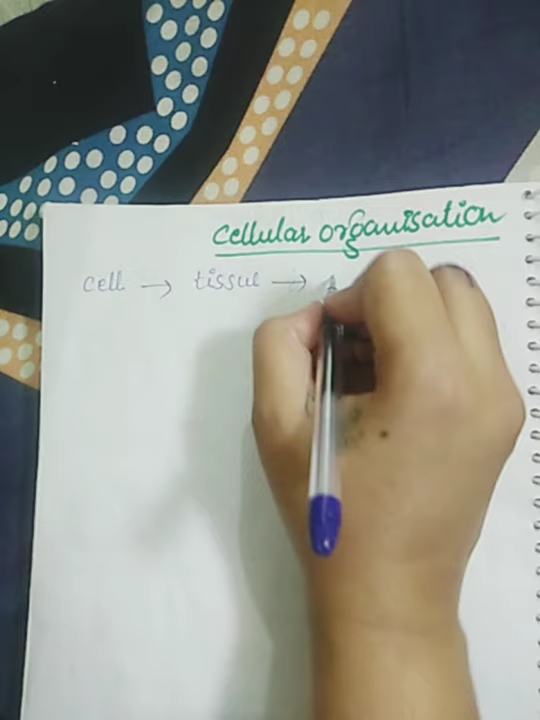 Cellular organisation
cell → tissue →